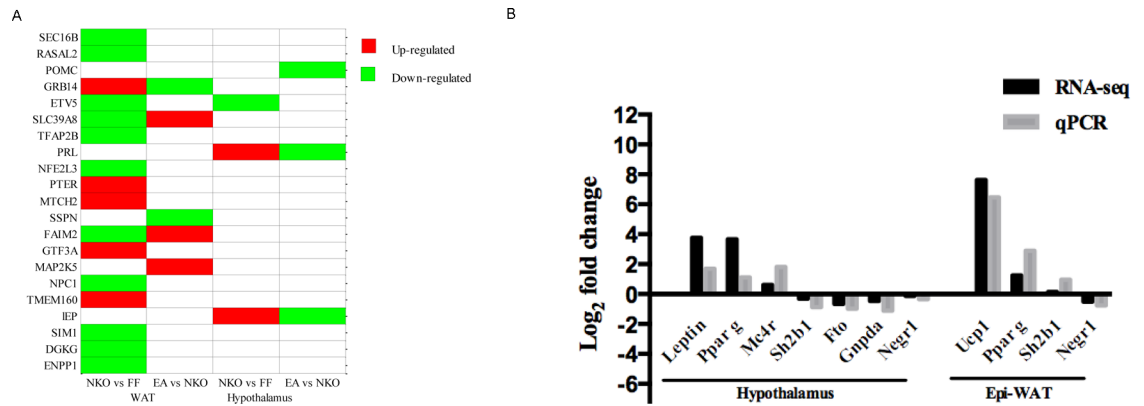 A
SEC16B
RASAL2
POMC
GRB14
ETV5
SLC39A8
TFAP2B
PRL
NFE2L3
PTER
MTCH2
SSPN
FAIM2
GTF3A
MAP2K5
NPC1
TMEM160
IEP
SIM1
DGKG
ENPP1
NKO vs FF EA vs NKO NKO vs FF EA vs NKO
WAT Hypothalamus
Up-regulated
Down-regulated
B
RNA-seq
qPCR
Log2 fold change
12
10
8
6
4
2
0
-2
-4
-6
Leptin
Ppar g
Mc4r
Sh2b1
Fto
Gnpda
Negr1
Ucp1
Ppar g
Sh2b1
Negr1
Hypothalamus
Epi-WAT